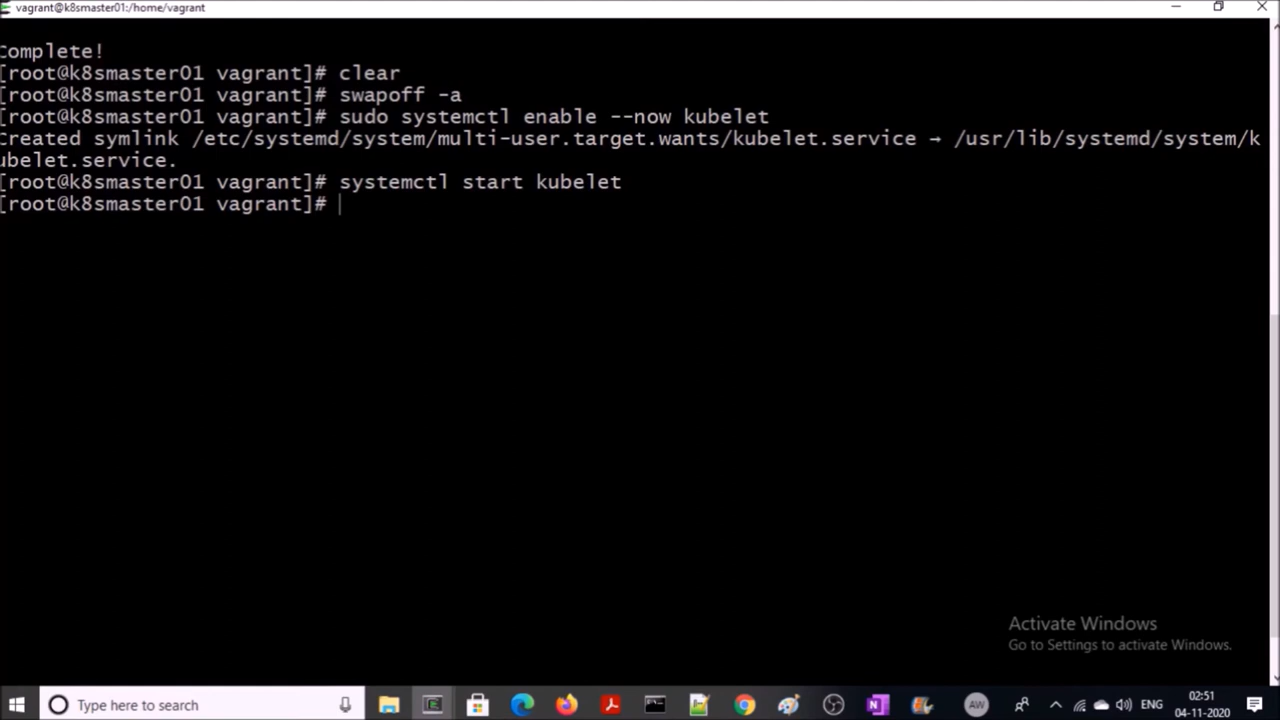 vagrant@k8smaster01:/home/vagrant
Complete!
[root@k8smaster01 vagrant]# clear
[root@k8smaster01 vagrant]# swapoff -a
[root@k8smaster01 vagrant]# sudo systemctl enable --now kubelet
Created symlink /etc/systemd/system/multi-user.target.wants/kubelet.service → /usr/lib/systemd/system/k
ubelet.service.
[root@k8smaster01 vagrant]# systemctl start kubelet
[root@k8smaster01 vagrant]#
Activate Windows
Go to Settings to activate Windows.
Type here to search
AW
ENG
02:51
04-11-2020